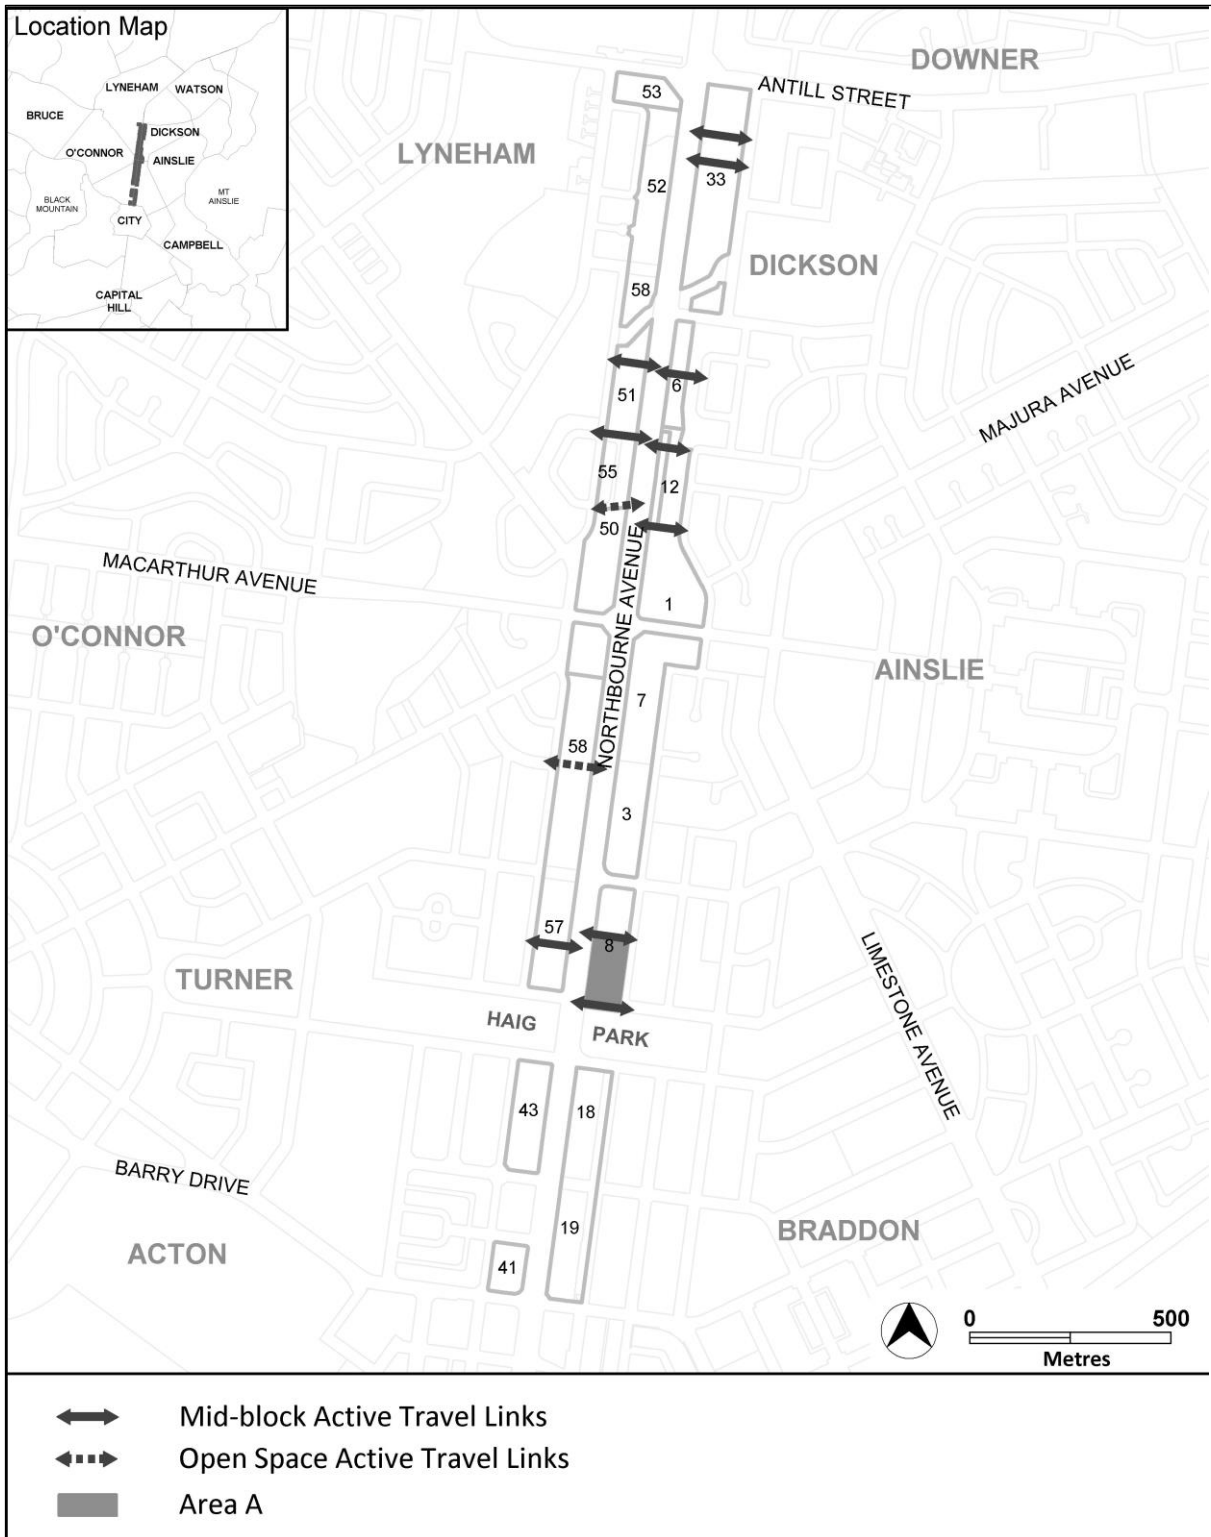 Location Map
LYNEHAM
WATSON
BRUCE
DICKSON
O'CONNOR
AINSLIE
BLACK
MOUNTAIN
MT
AINSLIE
CITY
CAMPBELL
CAPITAL
HILL
DOWNER
ANTILL STREET
53
LYNEHAM
52
33
DICKSON
58
MAJURA AVENUE
6
51
55
12
50
MACARTHUR AVENUE
NORTHBOURNE AVENUE
1
O'CONNOR
AINSLIE
7
58
3
57
8
LIMESTONE AVENUE
TURNER
HAIG
PARK
43
18
BARRY DRIVE
19
BRADDON
ACTON
41
0
500
Metres
Mid-block Active Travel Links
Open Space Active Travel Links
Area A